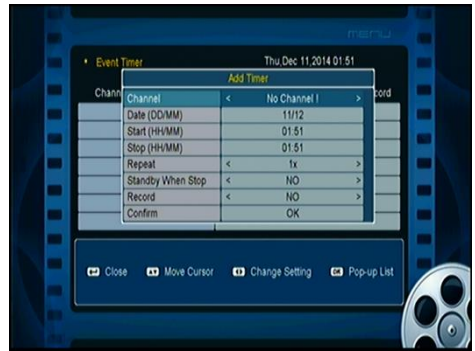 menu
• Event Timer Thu,Dec 11,2014 01:51
Add Timer
Chann cord
Channel < No Channel ! >
Date (DD/MM) 11/12
Start (HH/MM) 01:51
Stop (HH/MM) 01:51
Repeat < 1x >
Standby When Stop < NO >
Record < NO >
Confirm OK
Close Move Cursor Change Setting OK Pop-up List